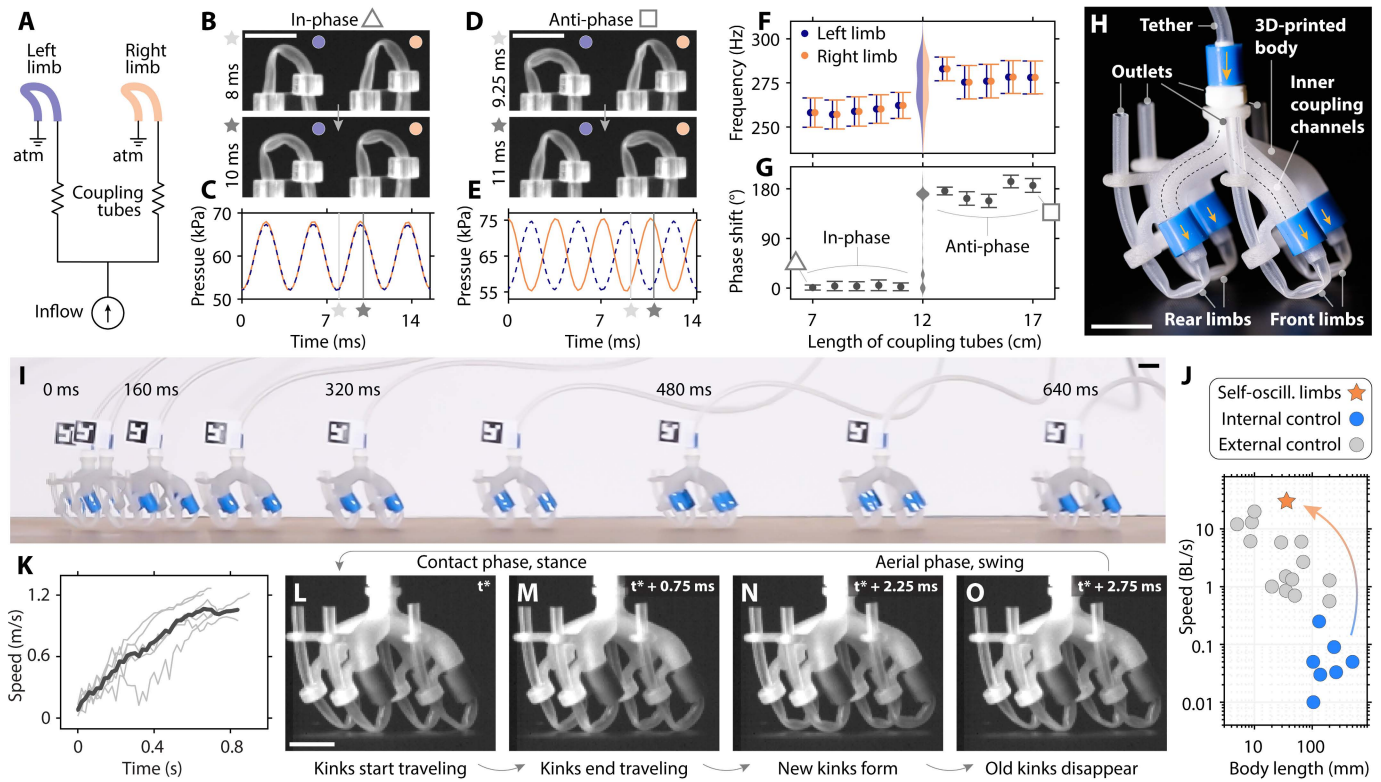 A
Left
limb
Right
limb
atm
atm
Coupling
tubes
Inflow
B
In-phase
8 ms
10 ms
C
Pressue (kPa)
70
60
50
0
7
14
Time (ms)
D
Anti-phase
9.25 ms
11 ms
E
Pressue (kPa)
75
65
55
0
7
14
Time (ms)
F
Left limb
Right limb
Frequency (Hz)
300
275
250
G
Phase shift (°)
180
90
0
In-phase
Anti-phase
7
12
17
Length of coupling tubes (cm)
H
Tether
3D-printed
body
Outlets
Inner
coupling
channels
Rear limbs
Front limbs
I
0 ms
160 ms
320 ms
480 ms
640 ms
J
Self-oscill. limbs
Internal control
External control
Speed (BL/s)
10
1
0.1
0.01
10
100
Body length (mm)
K
Speed (m/s)
1.2
0.6
0
0
0.4
0.8
Time (s)
Contact phase, stance
Aerial phase, swing
L
t*
M
t* + 0.75 ms
N
t* + 2.25 ms
O
t* + 2.75 ms
Kinks start traveling
Kinks end traveling
New kinks form
Old kinks disappear